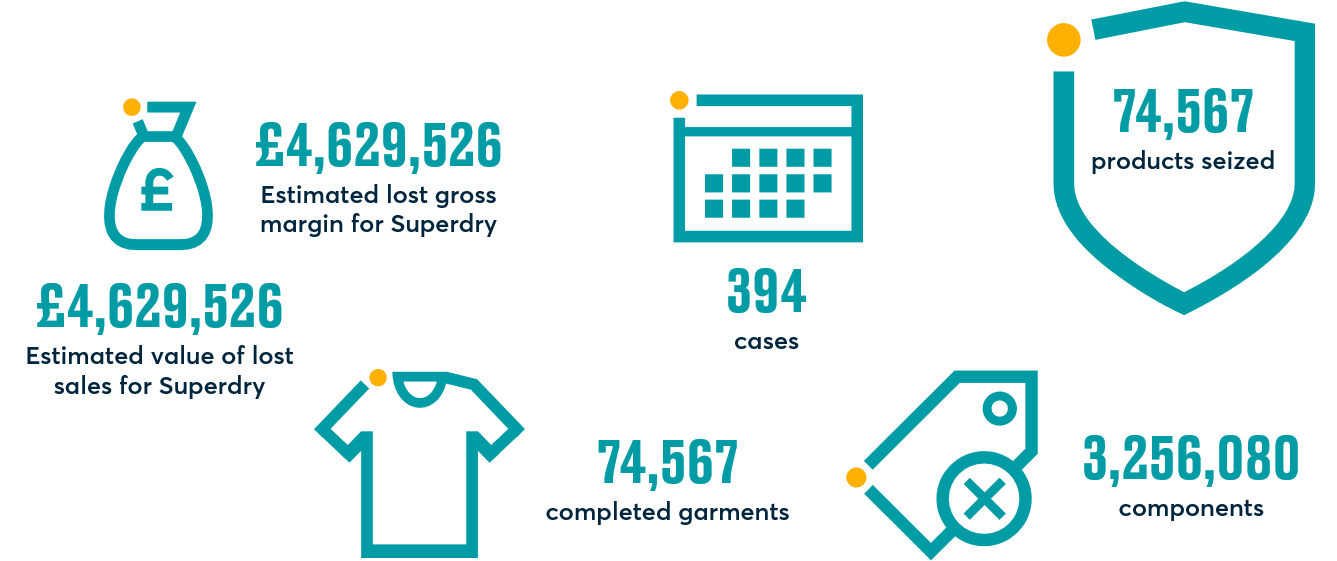 £
£4,629,526
Estimated lost gross
margin for Superdry
£4,629,526
Estimated value of lost
sales for Superdry
394
cases
74,567
products seized
74,567
completed garments
3,256,080
components